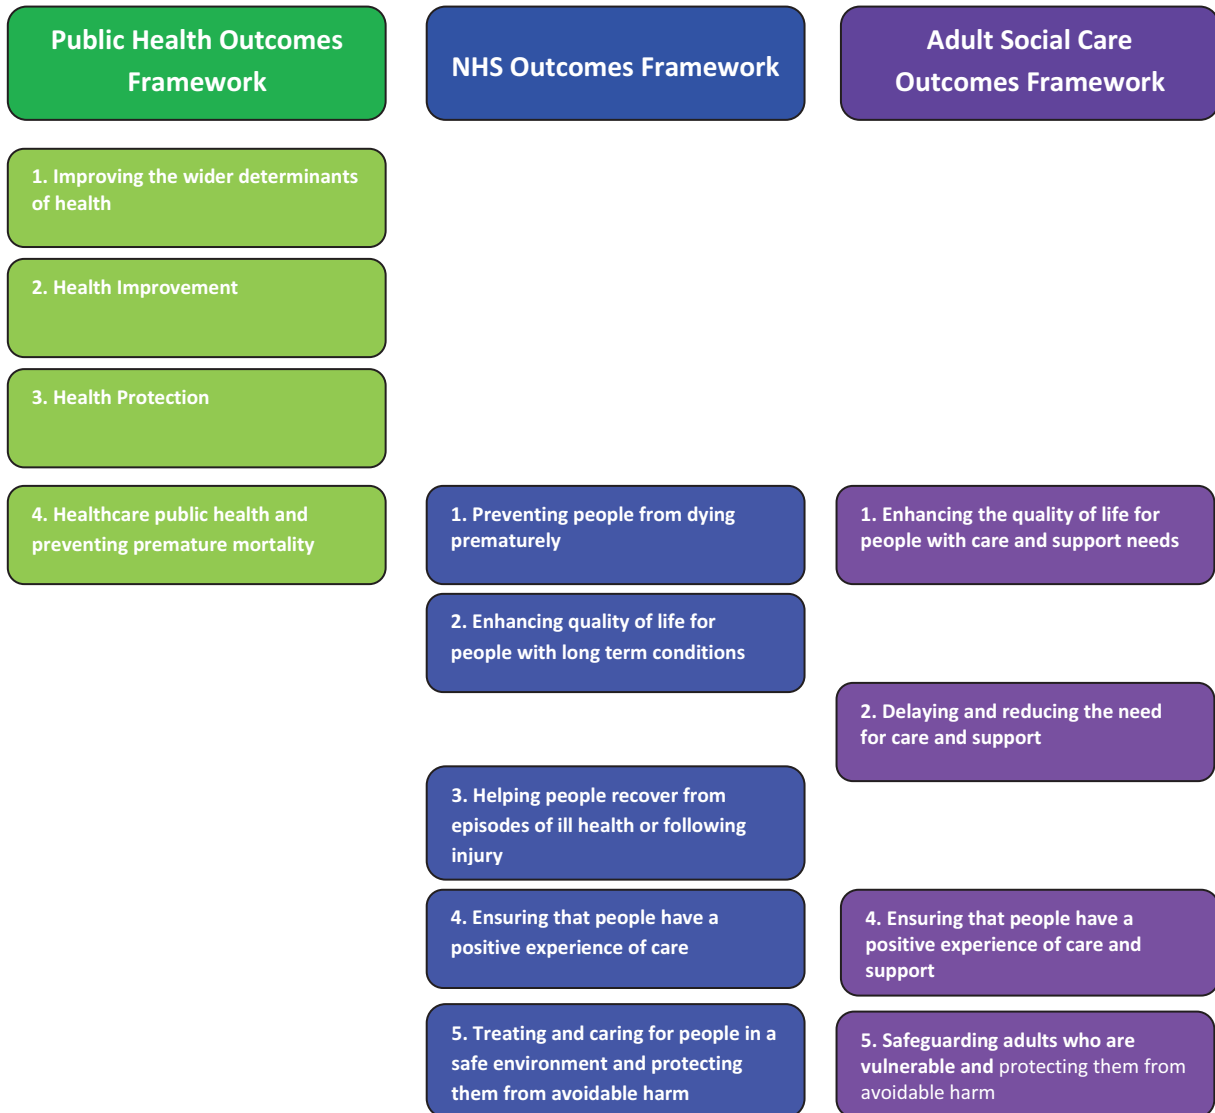 Public Health Outcomes
Framework
NHS Outcomes Framework
Adult Social Care
Outcomes Framework
1. Improving the wider determinants
of health
2. Health Improvement
3. Health Protection
4. Healthcare public health and
preventing premature mortality
1. Preventing people from dying
prematurely
1. Enhancing the quality of life for
people with care and support needs
2. Enhancing quality of life for
people with long term conditions
2. Delaying and reducing the need
for care and support
3. Helping people recover from
episodes of ill health or following
injury
4. Ensuring that people have a
positive experience of care
4. Ensuring that people have a
positive experience of care and
support
5. Treating and caring for people in a
safe environment and protecting
them from avoidable harm
5. Safeguarding adults who are
vulnerable and protecting them from
avoidable harm